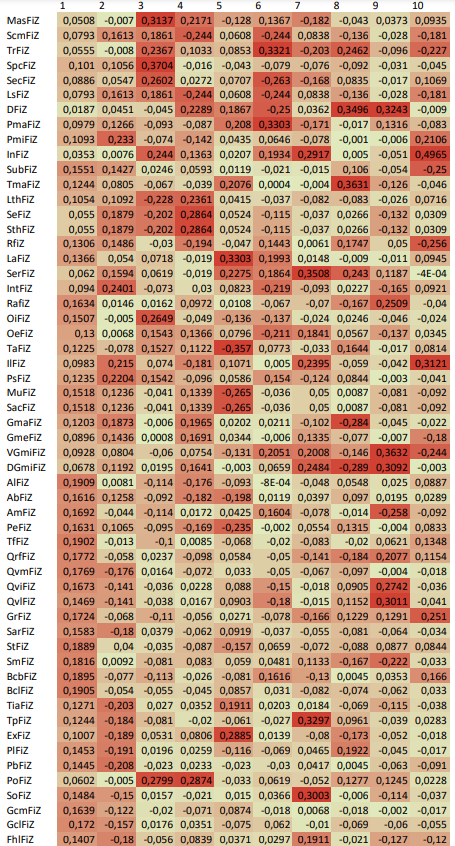 1 2 3 4 5 6 7 8 9 10
MasFiZ 0,0508 -0,007 0,3137 0,2171 -0,128 0,1367 -0,182 -0,043 0,0373 0,0935
ScmFiZ 0,0793 0,1613 0,1861 -0,244 0,0608 -0,244 0,0838 -0,136 -0,028 -0,181
TrFiZ 0,0555 -0,008 0,2367 0,1033 0,0853 0,3321 -0,203 0,2462 -0,096 -0,227
SpcFiZ 0,101 0,1056 0,3704 -0,016 -0,043 -0,079 -0,076 -0,092 -0,031 -0,045
SecFiZ 0,0886 0,0547 0,2602 0,0272 0,0707 -0,263 -0,168 0,0835 -0,017 0,1069
LsFiZ 0,0793 0,1613 0,1861 -0,244 0,0608 -0,244 0,0838 -0,136 -0,028 -0,181
DFiZ 0,0187 0,0451 -0,045 0,2289 0,1867 -0,25 0,0362 0,3496 0,3243 -0,009
PmaFiZ 0,0979 0,1266 -0,093 -0,087 0,208 0,3303 -0,171 -0,017 0,1316 -0,083
PmiFiZ 0,1093 0,233 -0,074 -0,142 0,0435 0,0646 -0,078 -0,001 -0,006 0,2106
InFiZ 0,0353 0,0076 0,244 0,1363 0,0207 0,1934 0,2917 0,005 -0,051 0,4965
SubFiZ 0,1551 0,1427 0,0246 0,0593 0,0119 -0,021 -0,015 0,106 -0,054 -0,25
TmaFiZ 0,1244 0,0805 -0,067 -0,039 0,2076 0,0004 -0,004 0,3631 -0,126 -0,046
LthFiZ 0,1054 0,1092 -0,228 0,2361 0,0415 -0,037 -0,082 -0,083 -0,026 0,0716
SeFiZ 0,055 0,1879 -0,202 0,2864 0,0524 -0,115 -0,037 0,0266 -0,132 0,0309
SthFiZ 0,055 0,1879 -0,202 0,2864 0,0524 -0,115 -0,037 0,0266 -0,132 0,0309
RfiZ 0,1306 0,1486 -0,03 -0,194 -0,047 0,1443 0,0061 0,1747 0,05 -0,256
LaFiZ 0,1366 0,054 0,0718 -0,019 0,3303 0,1993 0,0148 -0,009 -0,011 0,0945
SerFiZ 0,062 0,1594 0,0619 -0,019 0,2275 0,1864 0,3508 0,243 0,1187 -4E-04
IntFiZ 0,094 0,2401 -0,073 0,03 0,0823 -0,219 -0,093 0,0227 -0,165 0,0921
RafiZ 0,1634 0,0146 0,0162 0,0972 0,0108 -0,067 -0,07 -0,167 0,2509 -0,04
OiFiZ 0,1507 -0,005 0,2649 -0,049 -0,136 -0,137 -0,024 0,0246 -0,046 -0,024
OeFiZ 0,13 0,0068 0,1543 0,1366 0,0796 -0,211 0,1841 0,0567 -0,137 0,0345
TaFiZ 0,1225 -0,078 0,1527 0,1122 -0,357 0,0773 -0,033 0,1644 -0,017 0,0814
IlFiZ 0,0983 0,215 0,074 -0,181 0,1071 0,005 0,2395 -0,059 -0,042 0,3121
PsFiZ 0,1235 0,2204 0,1542 -0,096 0,0586 0,154 -0,124 0,0844 -0,003 -0,041
MuFiZ 0,1518 0,1236 -0,041 0,1339 -0,265 -0,036 0,05 0,0087 -0,081 -0,092
SacFiZ 0,1518 0,1236 -0,041 0,1339 -0,265 -0,036 0,05 0,0087 -0,081 -0,092
GmaFiZ 0,1203 0,1873 -0,006 0,1965 0,0202 0,0211 -0,102 -0,284 -0,045 -0,244
GmeFiZ 0,0896 0,1436 0,0008 0,1691 0,0344 -0,006 0,1335 -0,077 -0,007 -0,18
VGmiFiZ 0,0928 0,0804 -0,06 0,0754 -0,131 0,2051 0,2008 -0,146 0,3632 -0,044
DGmiFiZ 0,0678 0,1192 0,0195 0,1641 -0,003 0,0659 0,2484 -0,289 0,3092 -0,003
AlFiZ 0,1909 0,0081 -0,114 -0,176 -0,093 -8E-04 -0,048 0,0548 0,025 0,0887
AbFiZ 0,1616 0,1258 -0,092 -0,182 -0,198 0,0119 0,0397 0,097 0,0195 0,0289
AmFiZ 0,1692 -0,044 -0,114 0,0172 0,0425 0,1604 -0,078 -0,014 -0,258 -0,092
PeFiZ 0,1631 0,1065 -0,095 -0,169 -0,235 -0,002 0,0554 0,1315 -0,004 0,0833
TfFiZ 0,1902 -0,013 -0,1 0,0085 -0,068 -0,02 -0,083 -0,02 0,0621 0,1348
QrfFiZ 0,1772 -0,058 0,0237 -0,098 0,0584 -0,05 -0,141 -0,184 0,2077 0,1154
QvmFiZ 0,1769 -0,176 0,0164 -0,072 0,033 -0,05 -0,067 -0,097 -0,004 -0,018
QviFiZ 0,1673 -0,141 -0,036 0,0228 0,088 -0,15 -0,018 0,0905 0,2742 -0,036
QvlFiZ 0,1469 -0,141 -0,038 0,0167 0,0903 -0,18 -0,015 0,1152 0,3011 -0,041
GrFiZ 0,1724 -0,068 -0,11 -0,056 0,0271 -0,078 -0,166 0,1229 0,1291 0,251
SarFiZ 0,1583 -0,18 0,0379 -0,062 0,0919 -0,037 -0,055 -0,081 -0,064 -0,034
StFiZ 0,1889 0,04 -0,035 -0,087 -0,157 0,0659 -0,072 -0,088 0,0877 0,0844
SmFiZ 0,1816 0,0092 -0,081 0,083 0,059 0,0481 0,1133 -0,167 -0,222 -0,033
BcbFiZ 0,1895 -0,077 -0,113 -0,026 -0,081 0,1616 -0,13 0,0045 0,0353 0,166
BclFiZ 0,1905 -0,054 -0,055 -0,045 0,0857 0,031 -0,082 -0,074 -0,062 0,033
TiaFiZ 0,1271 -0,203 -0,027 0,0352 0,1911 0,0203 0,0184 -0,069 -0,115 -0,038
TpFiZ 0,1244 -0,184 -0,081 -0,02 -0,061 -0,027 0,3297 0,0961 -0,039 0,0283
ExFiZ 0,1007 -0,189 0,0531 0,0806 0,2885 0,0139 -0,08 -0,173 -0,052 -0,018
PlFiZ 0,1453 -0,191 0,0196 0,0259 -0,116 -0,069 0,0465 0,1922 -0,045 -0,017
PbFiZ 0,1445 -0,208 -0,023 0,0233 -0,023 -0,03 0,0417 0,0045 -0,063 -0,091
PoFiZ 0,0602 -0,005 0,2799 0,2874 -0,033 0,0619 -0,052 0,1277 0,1245 0,0228
SoFiZ 0,1484 -0,15 0,0157 -0,021 0,015 0,0366 0,3003 -0,006 -0,114 -0,037
GcmFiZ 0,1639 -0,122 -0,02 -0,071 0,0874 -0,018 0,0068 -0,018 -0,002 -0,017
GclFiZ 0,172 -0,157 0,0176 0,0351 -0,075 0,062 -0,01 -0,069 -0,06 -0,055
FhlFiZ 0,1407 -0,18 -0,056 0,0839 0,0371 0,0297 0,1911 -0,021 -0,127 -0,12